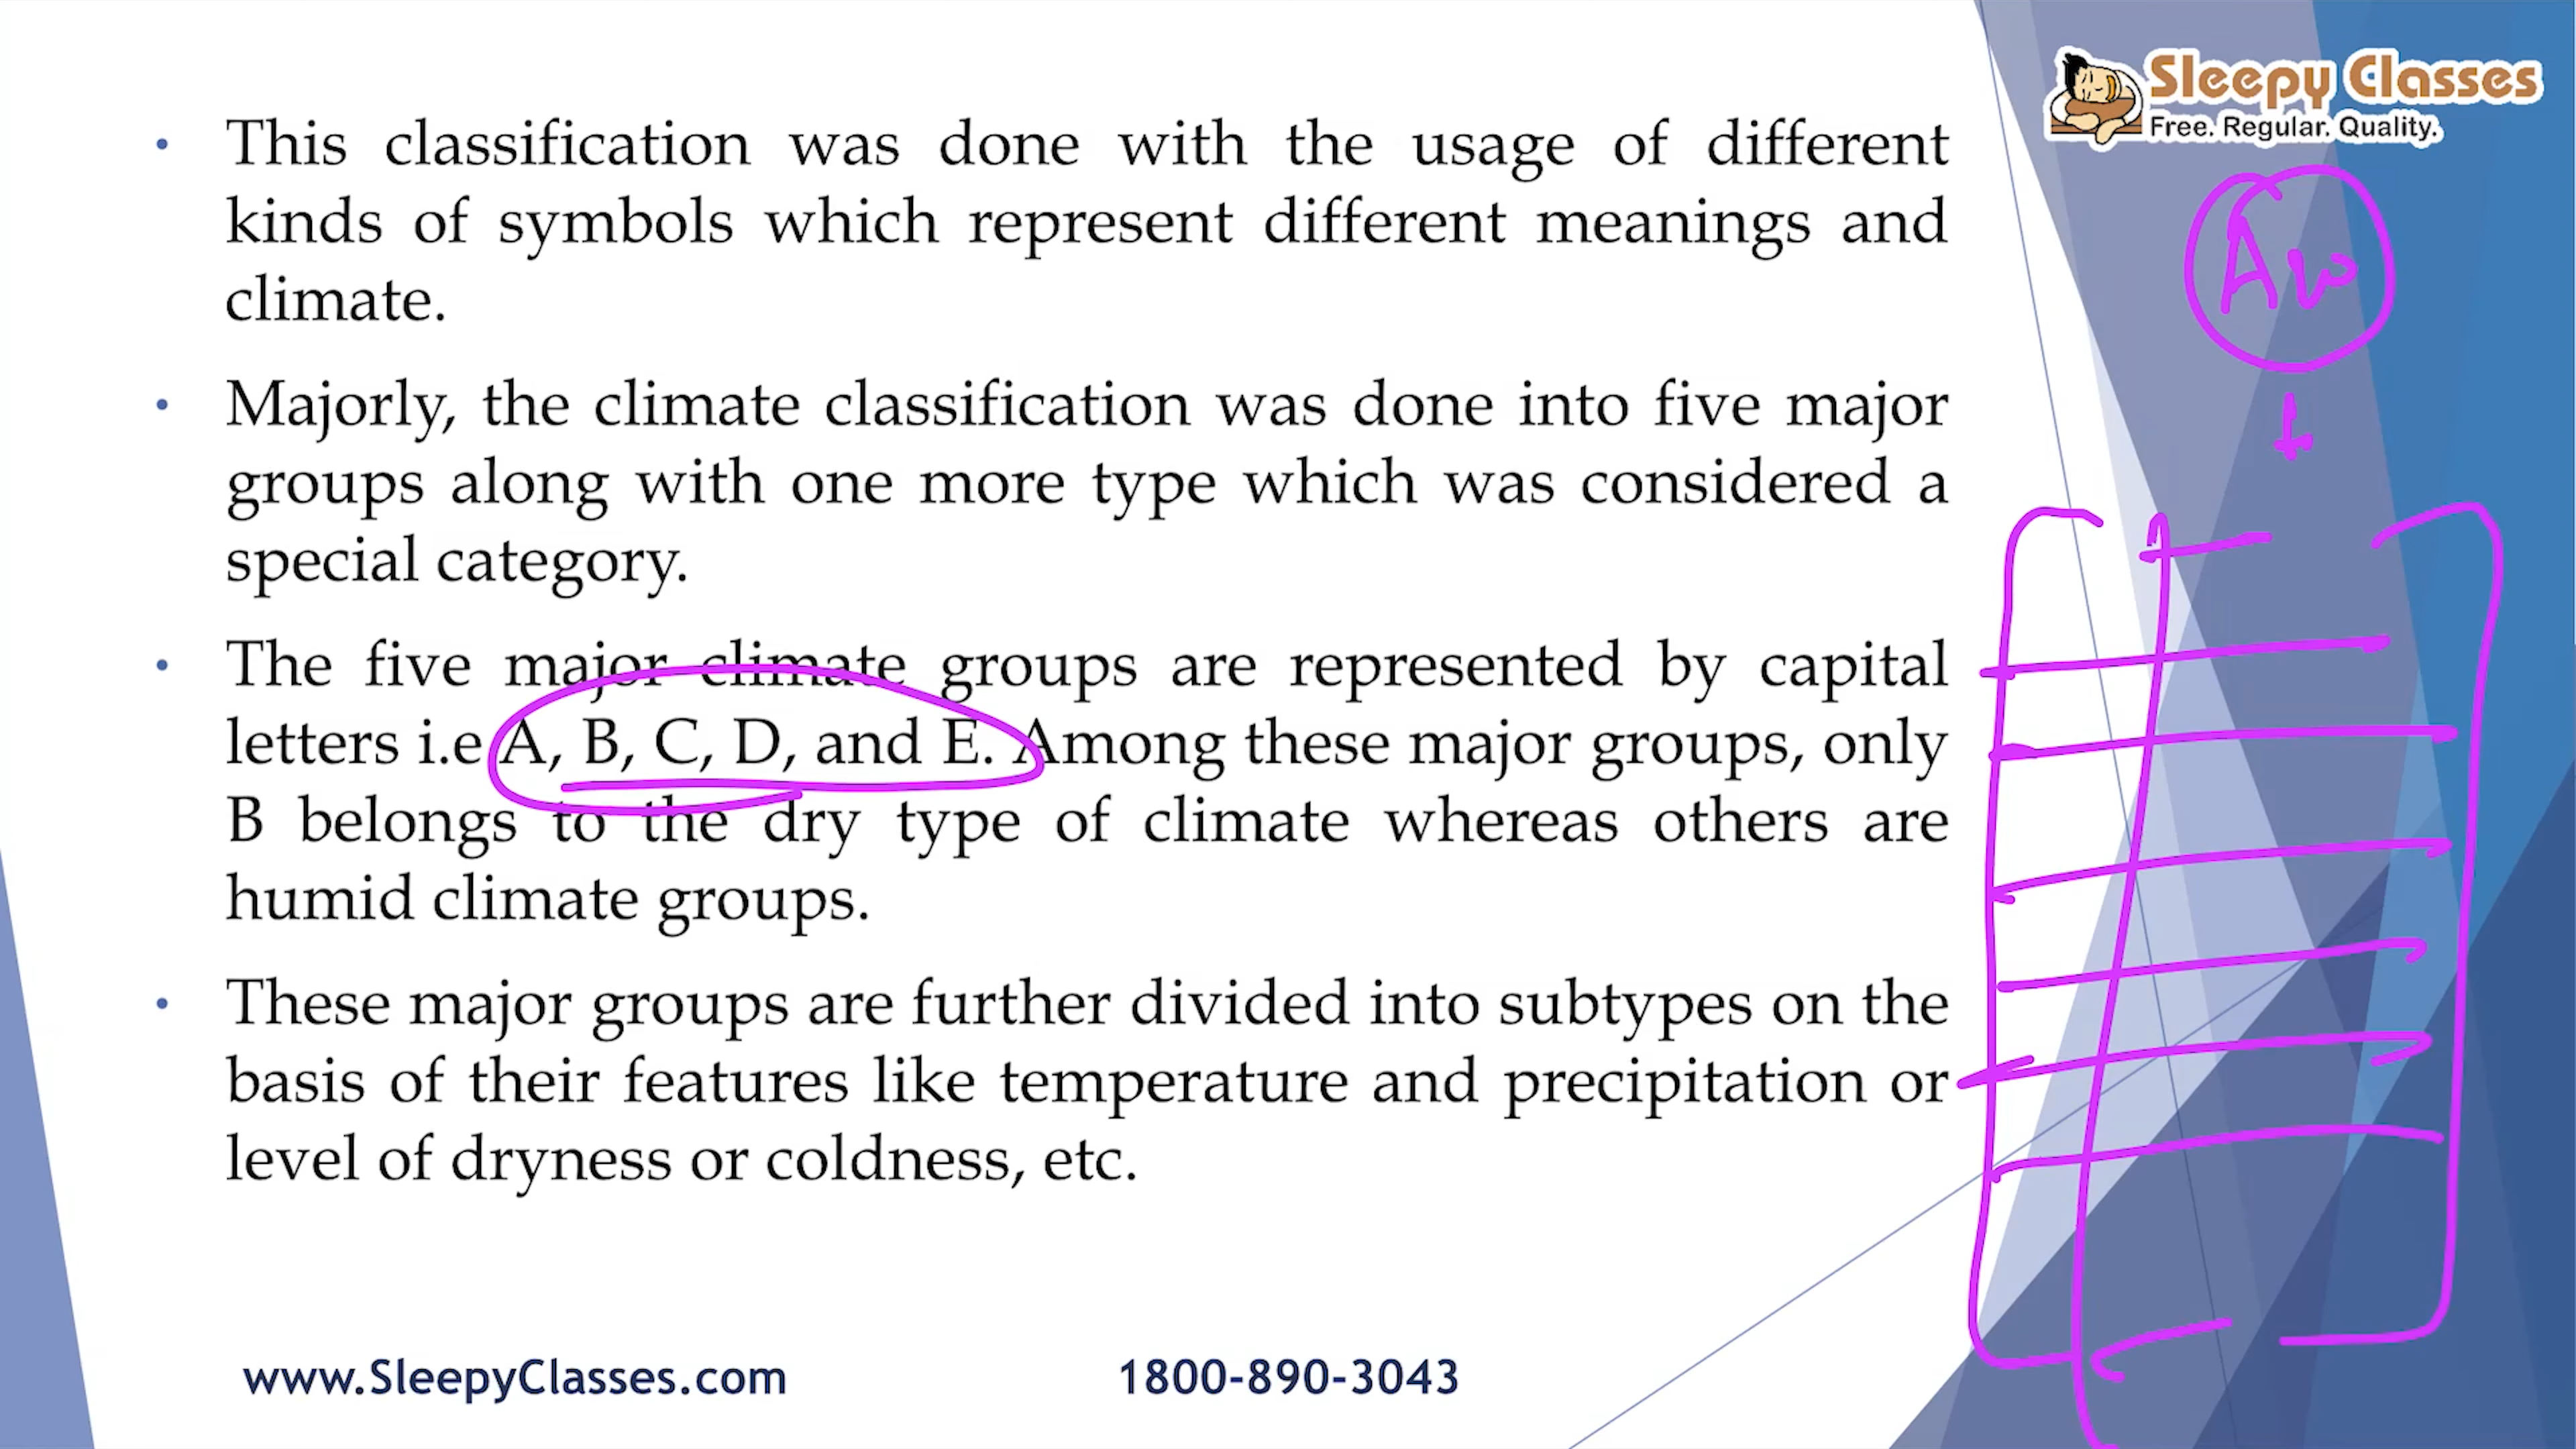 Sleepy Classes
Free. Regular. Quality.
• This classification was done with the usage of different
kinds of symbols which represent different meanings and
climate.
• Majorly, the climate classification was done into five major
groups along with one more type which was considered a
special category.
• The five major climate groups are represented by capital
letters i.e A, B, C, D, and E. Among these major groups, only
B belongs to the dry type of climate whereas others are
humid climate groups.
• These major groups are further divided into subtypes on the
basis of their features like temperature and precipitation or
level of dryness or coldness, etc.
Aw
www.SleepyClasses.com
1800-890-3043